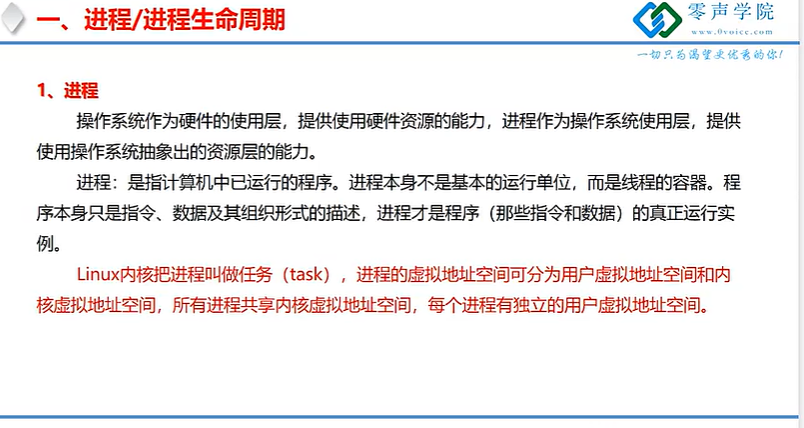 一、进程/进程生命周期
零声学院
www.0voice.com
一切只为渴望更优秀的你!
1、进程
操作系统作为硬件的使用层，提供使用硬件资源的能力，进程作为操作系统使用层，提供
使用操作系统抽象出的资源层的能力。
进程：是指计算机中已运行的程序。进程本身不是基本的运行单位，而是线程的容器。程
序本身只是指令、数据及其组织形式的描述，进程才是程序（那些指令和数据）的真正运行实
例。
Linux内核把进程叫做任务（task），进程的虚拟地址空间可分为用户虚拟地址空间和内
核虚拟地址空间，所有进程共享内核虚拟地址空间，每个进程有独立的用户虚拟地址空间。